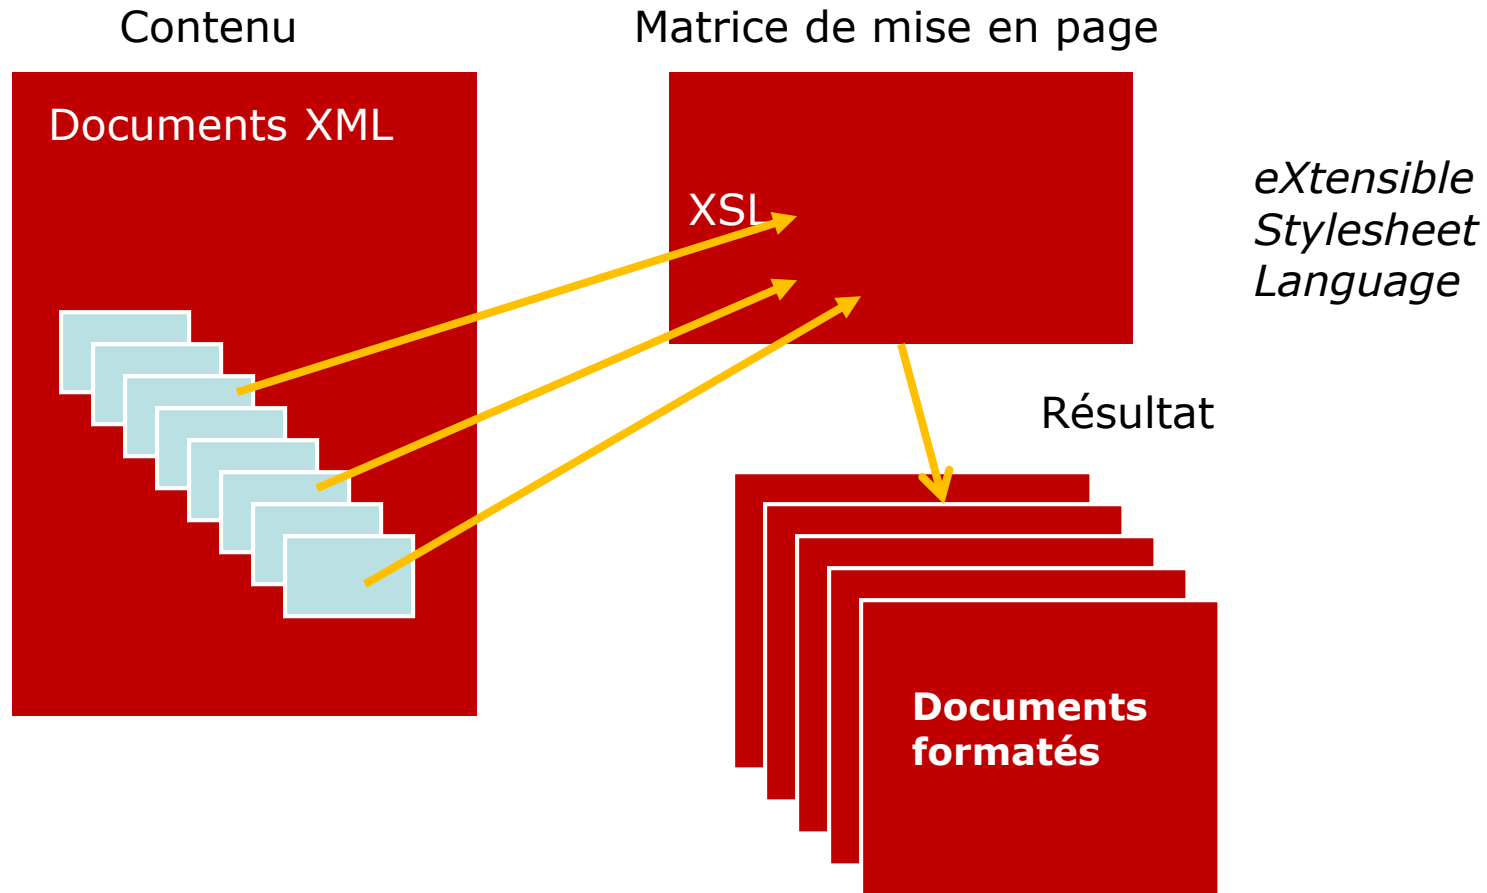 Contenu
Matrice de mise en page
Documents XML
XSL
eXtensible
Stylesheet
Language
Résultat
Documents
formatés